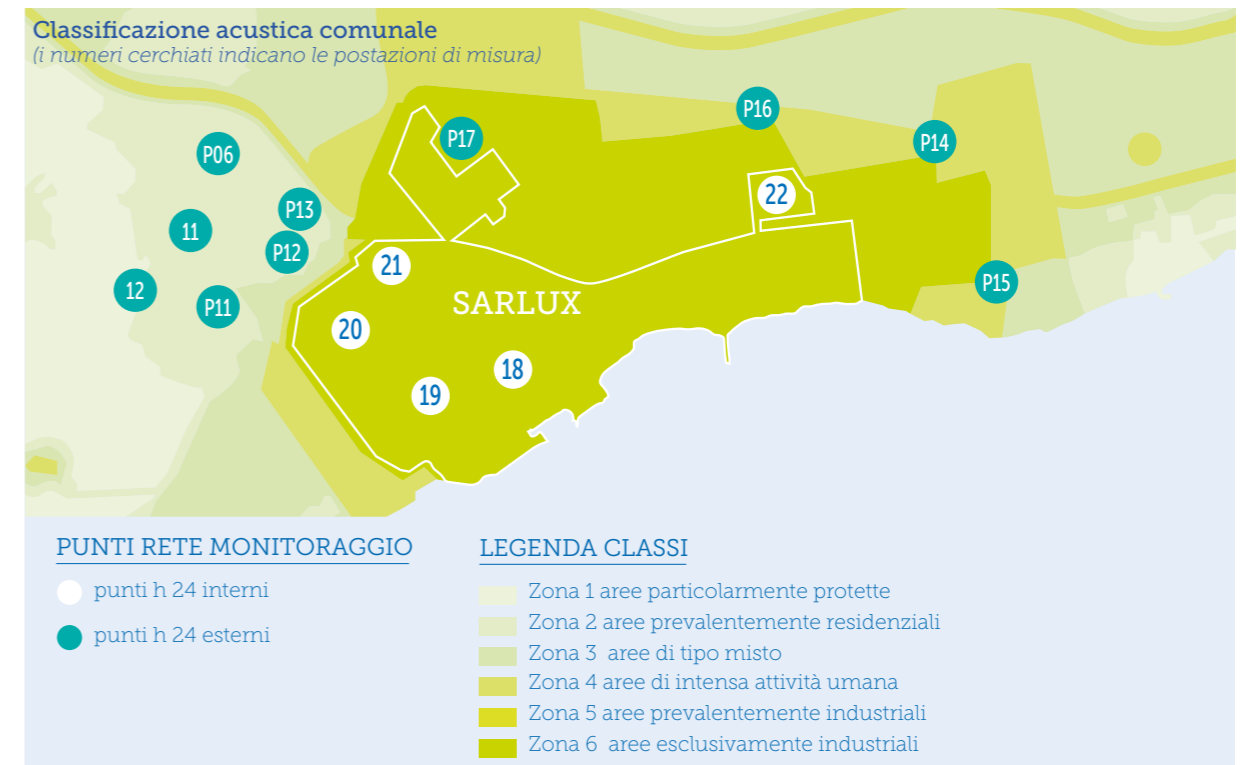 Classificazione acustica comunale
(i numeri cerchiati indicano le postazioni di misura)
P16
P17
P14
P06
22
P13
11
P12
21
12
P15
P11
SARLUX
20
18
19
PUNTI RETE MONITORAGGIO
punti h 24 interni
punti h 24 esterni
LEGENDA CLASSI
Zona 1 aree particolarmente protette
Zona 2 aree prevalentemente residenziali
Zona 3 aree di tipo misto
Zona 4 aree di intensa attività umana
Zona 5 aree prevalentemente industriali
Zona 6 aree esclusivamente industriali